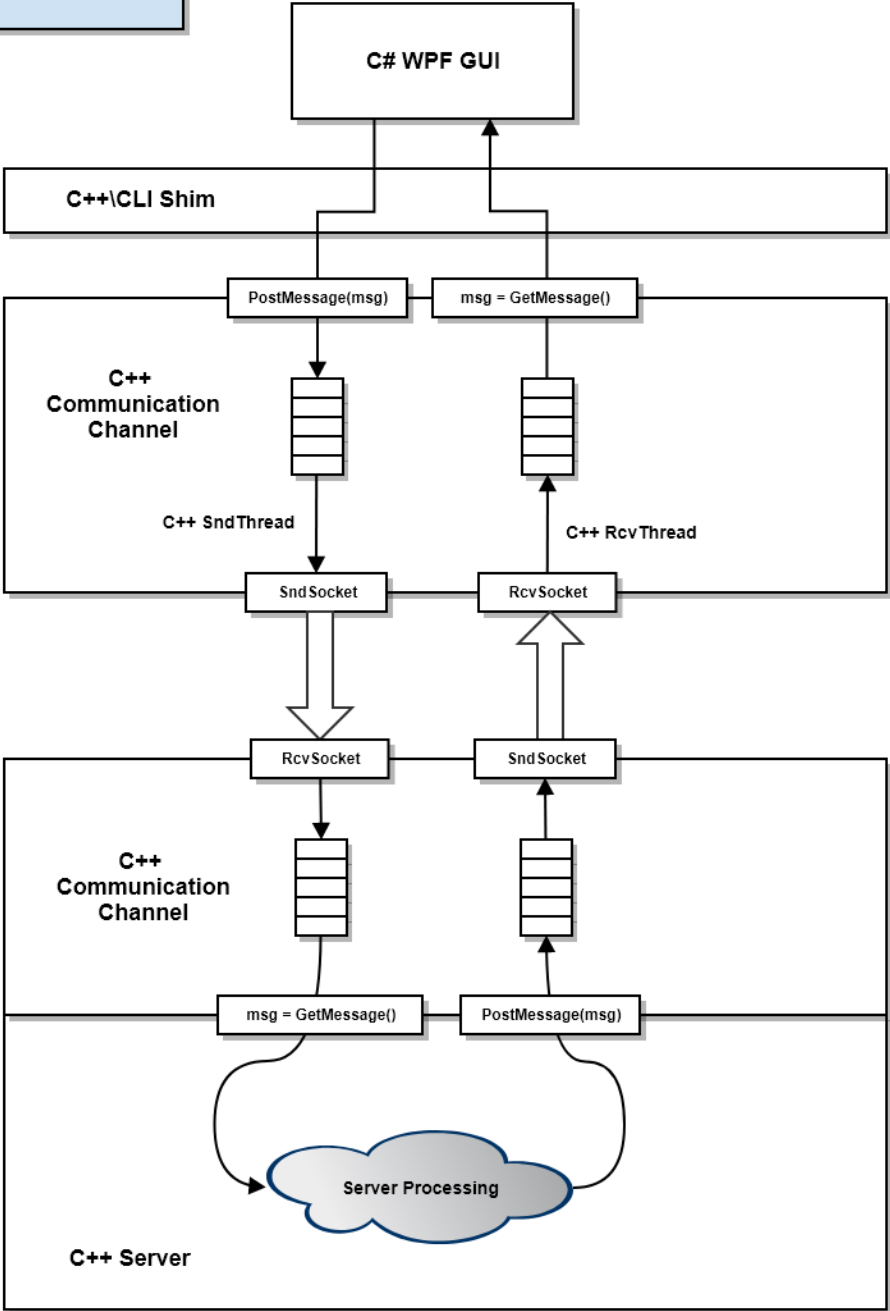 C# WPF GUI
C++\CLI Shim
PostMessage(msg)
msg = GetMessage()
C++
Communication
Channel
C++ SndThread
C++ RcvThread
SndSocket
RcvSocket
RcvSocket
SndSocket
C++
Communication
Channel
msg = GetMessage()
PostMessage(msg)
Server Processing
C++ Server